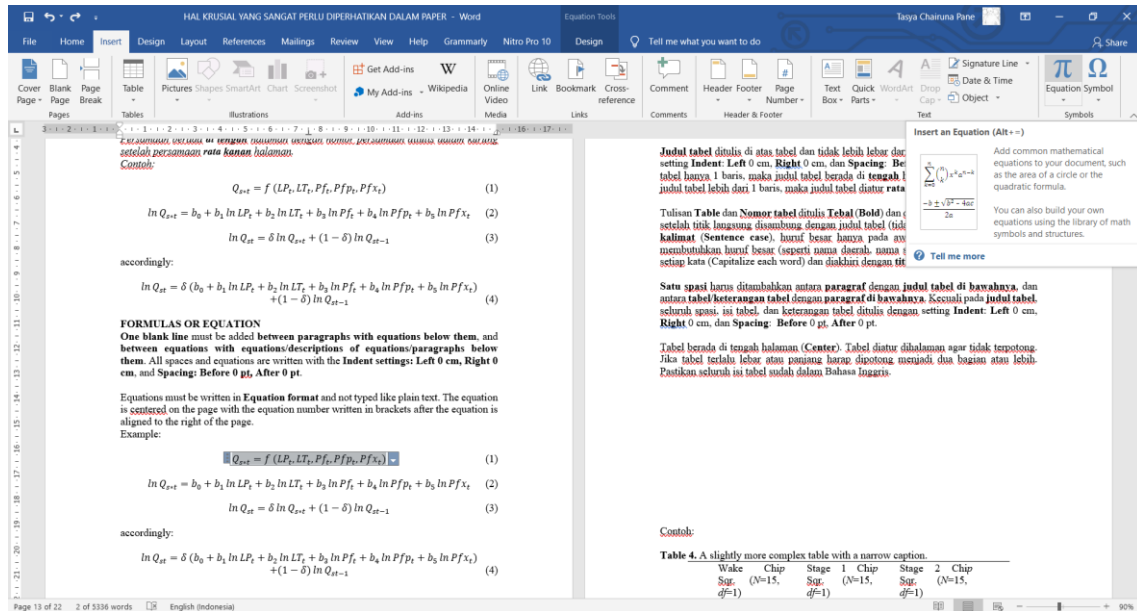 HAL KRUSIAL YANG SANGAT PERLU DIPERHATIKAN DALAM PAPER - Word
Equation Tools
Tasya Chairuna Pane
File Home Insert Design Layout References Mailings Review View Help Grammarly Nitro Pro 10 Design Tell me what you want to do Share
Cover Page
Blank Page
Page Break
Table
Pictures Shapes SmartArt Chart Screenshot
Get Add-ins
My Add-ins
Wikipedia
Online Video
Link Bookmark Cross-reference
Comment
Header Footer Page Number
Text Box
Quick Parts
WordArt
Drop Cap
Signature Line
Date & Time
Object
Equation Symbol
Pages Tables Illustrations Add-ins Media Links Comments Header & Footer Text Symbols
Persamaan berada di tengah halaman dengan nomor persamaan ditulis dalam kurung
setelah persamaan rata kanan halaman.
Contoh:
Q_{s*t} = f (LP_t, LT_t, Pf_t, Pfp_t, Pfx_t) (1)
ln Q_{s*t} = b_0 + b_1 ln LP_t + b_2 ln LT_t + b_3 ln Pf_t + b_4 ln Pfp_t + b_5 ln Pfx_t (2)
ln Q_{st} = δ ln Q_{s*t} + (1 − δ) ln Q_{st−1} (3)
accordingly:
ln Q_{st} = δ (b_0 + b_1 ln LP_t + b_2 ln LT_t + b_3 ln Pf_t + b_4 ln Pfp_t + b_5 ln Pfx_t)
+(1 − δ) ln Q_{st−1} (4)
FORMULAS OR EQUATION
One blank line must be added between paragraphs with equations below them, and
between equations with equations/descriptions of equations/paragraphs below
them. All spaces and equations are written with the Indent settings: Left 0 cm, Right 0
cm, and Spacing: Before 0 pt, After 0 pt.
Equations must be written in Equation format and not typed like plain text. The equation
is centered on the page with the equation number written in brackets after the equation is
aligned to the right of the page.
Example:
Q_{s*t} = f (LP_t, LT_t, Pf_t, Pfp_t, Pfx_t) (1)
ln Q_{s*t} = b_0 + b_1 ln LP_t + b_2 ln LT_t + b_3 ln Pf_t + b_4 ln Pfp_t + b_5 ln Pfx_t (2)
ln Q_{st} = δ ln Q_{s*t} + (1 − δ) ln Q_{st−1} (3)
accordingly:
ln Q_{st} = δ (b_0 + b_1 ln LP_t + b_2 ln LT_t + b_3 ln Pf_t + b_4 ln Pfp_t + b_5 ln Pfx_t)
+(1 − δ) ln Q_{st−1} (4)
Judul tabel ditulis di atas tabel dan tidak lebih lebar dar
setting Indent: Left 0 cm, Right 0 cm, dan Spacing: Be
tabel hanya 1 baris, maka judul tabel berada di tengah h
judul tabel lebih dari 1 baris, maka judul tabel diatur rata
Tulisan Table dan Nomor tabel ditulis Tebal (Bold) dan
setelah titik langsung disambung dengan judul tabel (tida
kalimat (Sentence case), huruf besar hanya pada aw
membutuhkan huruf besar (seperti nama daerah, nama s
setiap kata (Capitalize each word) dan diakhiri dengan tit
Satu spasi harus ditambahkan antara paragraf dengan judul tabel di bawahnya, dan
antara tabel/keterangan tabel dengan paragraf di bawahnya. Kecuali pada judul tabel,
seluruh spasi, isi tabel, dan keterangan tabel ditulis dengan setting Indent: Left 0 cm,
Right 0 cm, dan Spacing: Before 0 pt, After 0 pt.
Tabel berada di tengah halaman (Center). Tabel diatur dihalaman agar tidak terpotong.
Jika tabel terlalu lebar atau panjang harap dipotong menjadi dua bagian atau lebih.
Pastikan seluruh isi tabel sudah dalam Bahasa Inggris.
Contoh:
Table 4. A slightly more complex table with a narrow caption.
Wake Chip Stage 1 Chip Stage 2 Chip
Sqr. (N=15, Sqr. (N=15, Sqr. (N=15,
df=1) df=1) df=1)
Insert an Equation (Alt+=)
Add common mathematical
equations to your document, such
as the area of a circle or the
quadratic formula.
You can also build your own
equations using the library of math
symbols and structures.
Tell me more
Page 13 of 22 2 of 5336 words English (Indonesia) 90%